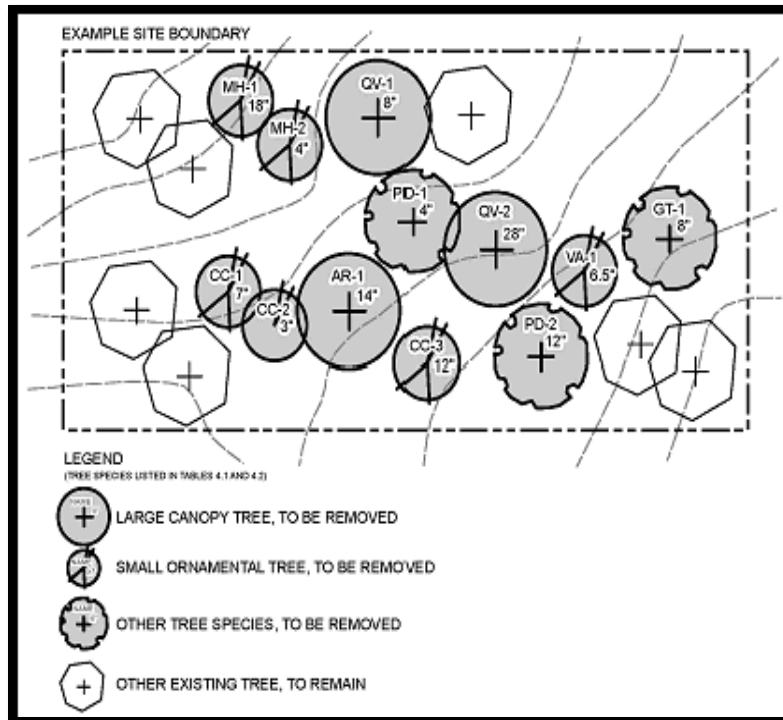 EXAMPLE SITE BOUNDARY
MH-1
18"
QV-1
8"
MH-2
4"
PD-1
4"
QV-2
28"
GT-1
8"
VA-1
6.5"
CC-1
7"
AR-1
14"
CC-2
3"
PD-2
12"
CC-3
12"
LEGEND
(TREE SPECIES LISTED IN TABLES 4.1 AND 4.2)
NAME
LARGE CANOPY TREE, TO BE REMOVED
NAME
SMALL ORNAMENTAL TREE, TO BE REMOVED
NAME
OTHER TREE SPECIES, TO BE REMOVED
OTHER EXISTING TREE, TO REMAIN